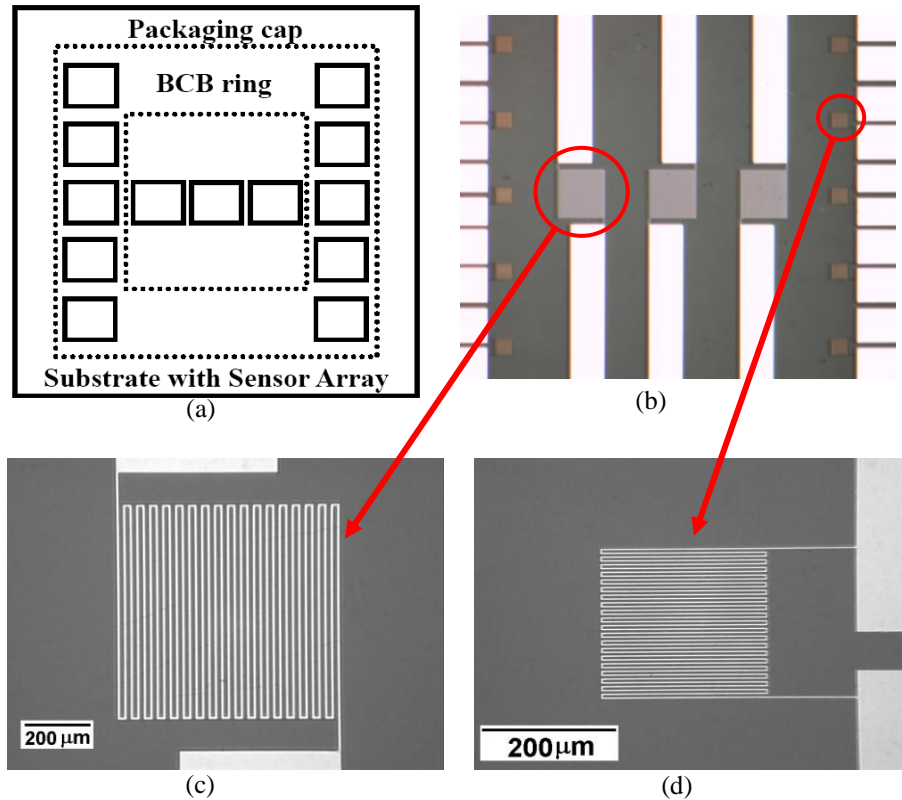 Packaging cap
BCB ring
Substrate with Sensor Array
(a)
(b)
200 μm
(c)
200μm
(d)